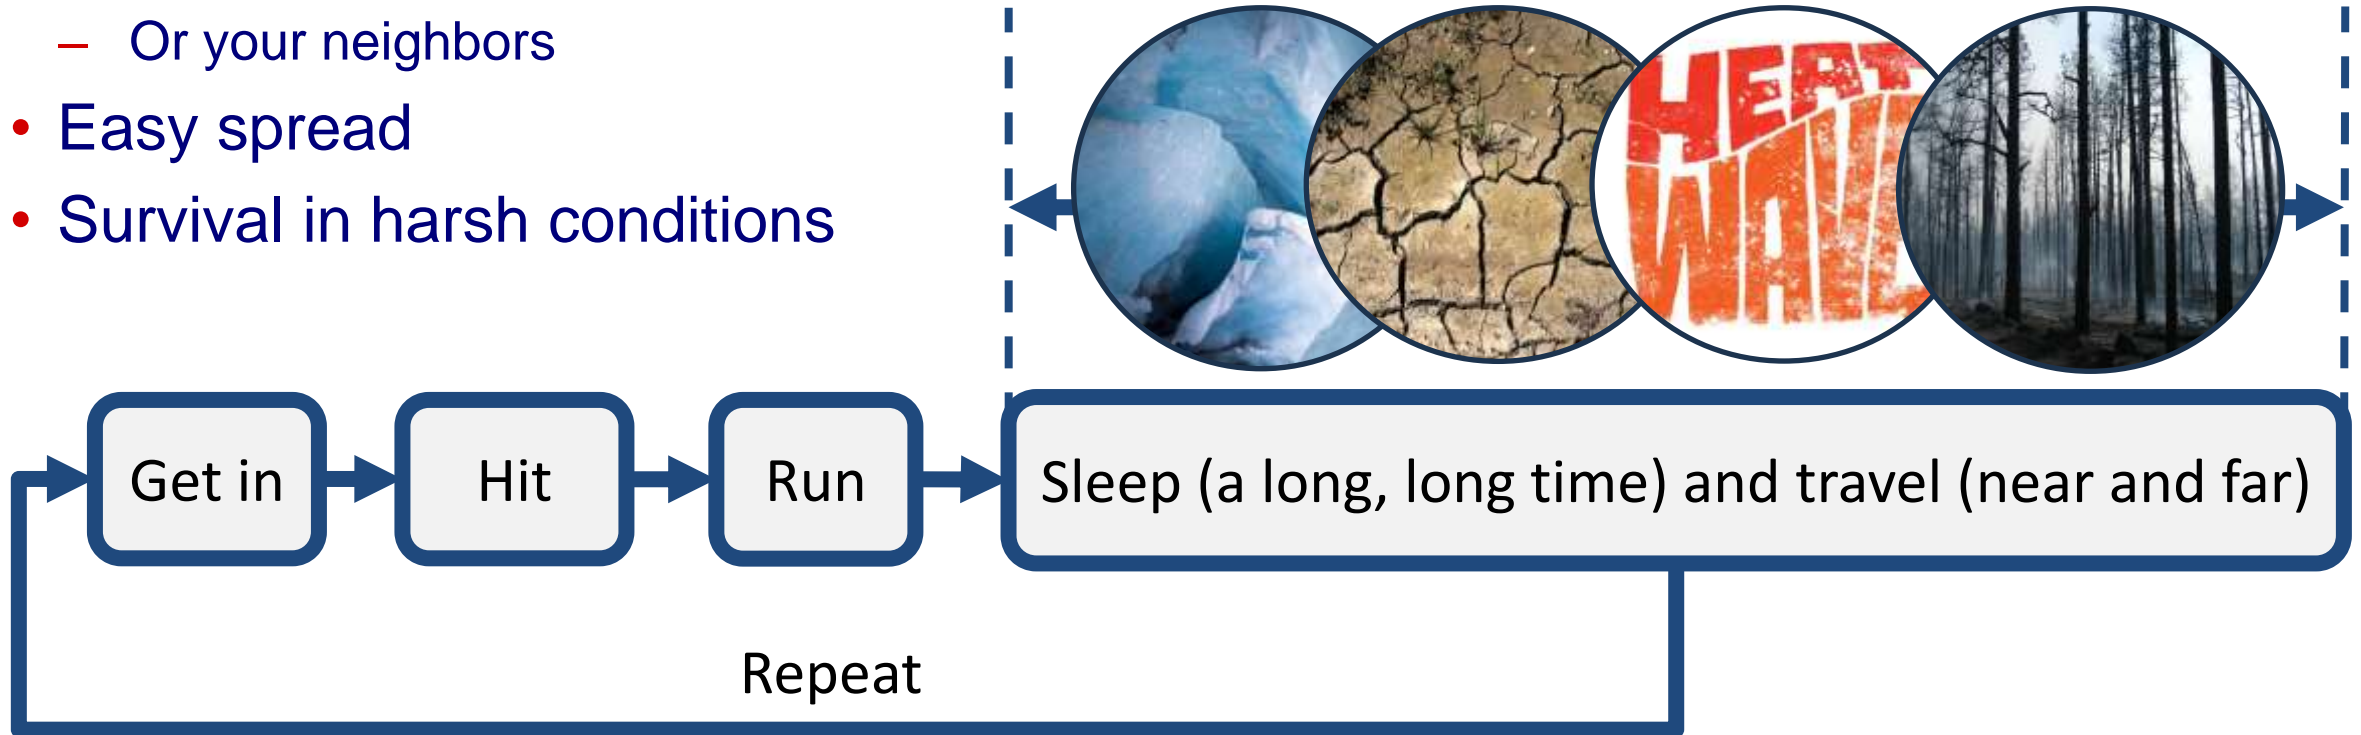 – Or your neighbors
• Easy spread
• Survival in harsh conditions
HEAT
WAVE
Get in
Hit
Run
Sleep (a long, long time) and travel (near and far)
Repeat